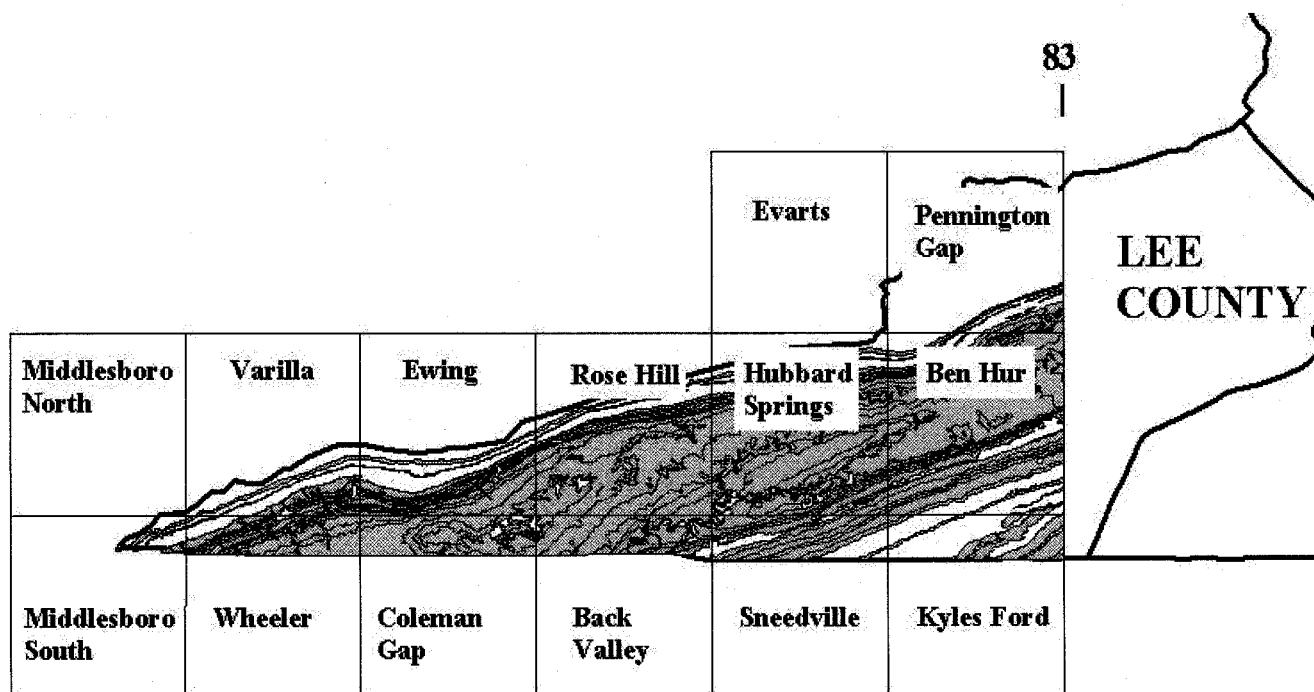 83
Evarts
Pennington
Gap
LEE
COUNTY
Middlesboro
North
Varilla
Ewing
Rose Hill
Hubbard
Springs
Ben Hur
Middlesboro
South
Wheeler
Coleman
Gap
Back
Valley
Sneedville
Kyles Ford